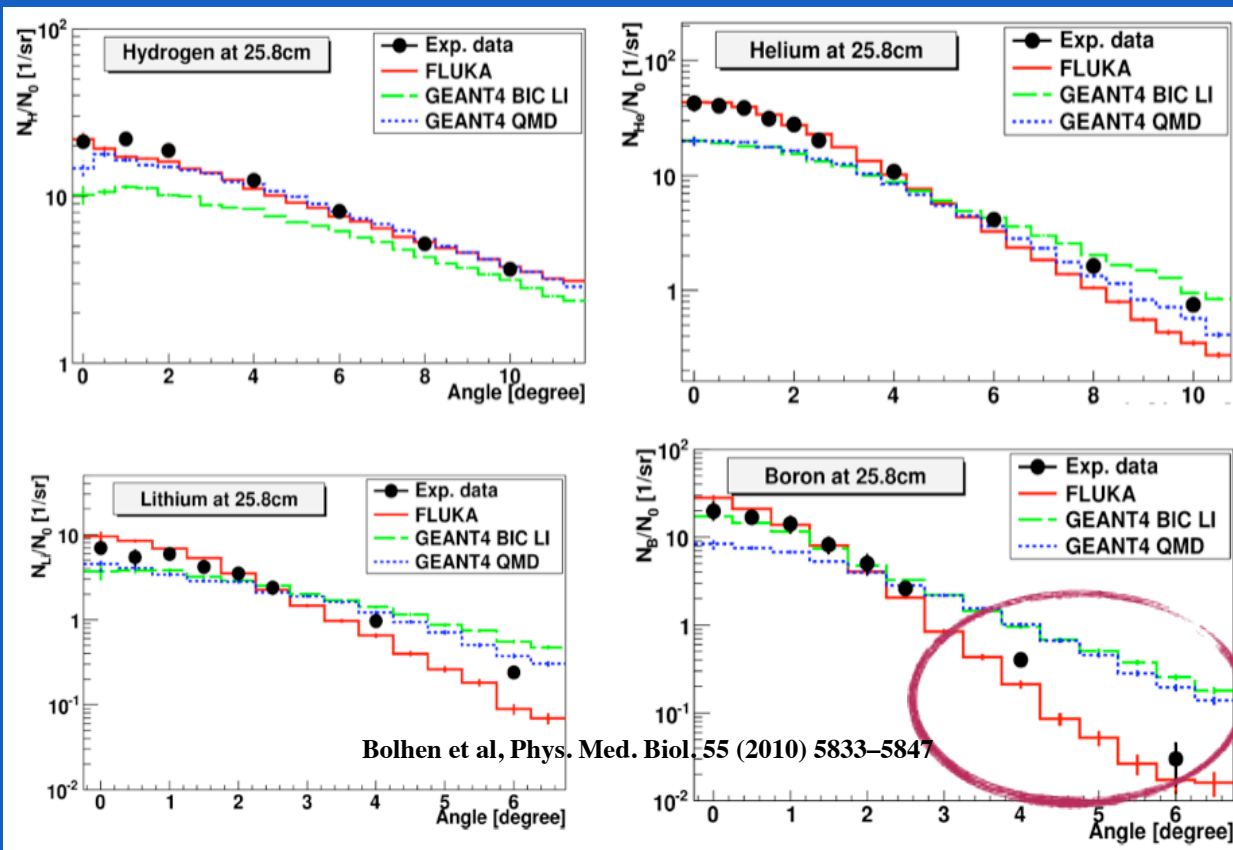 Hydrogen at 25.8cm
Exp. data
FLUKA
GEANT4 BIC LI
GEANT4 QMD
N_H/N_0 [1/sr]
10^2
10
1
0 2 4 6 8 10
Angle [degree]
Helium at 25.8cm
Exp. data
FLUKA
GEANT4 BIC LI
GEANT4 QMD
N_He/N_0 [1/sr]
10^2
10
1
0 2 4 6 8 10
Angle [degree]
Lithium at 25.8cm
Exp. data
FLUKA
GEANT4 BIC LI
GEANT4 QMD
N_Li/N_0 [1/sr]
10
1
10^-1
10^-2
0 1 2 3 4 5 6
Angle [degree]
Boron at 25.8cm
Exp. data
FLUKA
GEANT4 BIC LI
GEANT4 QMD
N_B/N_0 [1/sr]
10^2
10
1
10^-1
10^-2
0 1 2 3 4 5 6
Angle [degree]
Bolhen et al, Phys. Med. Biol. 55 (2010) 5833–5847